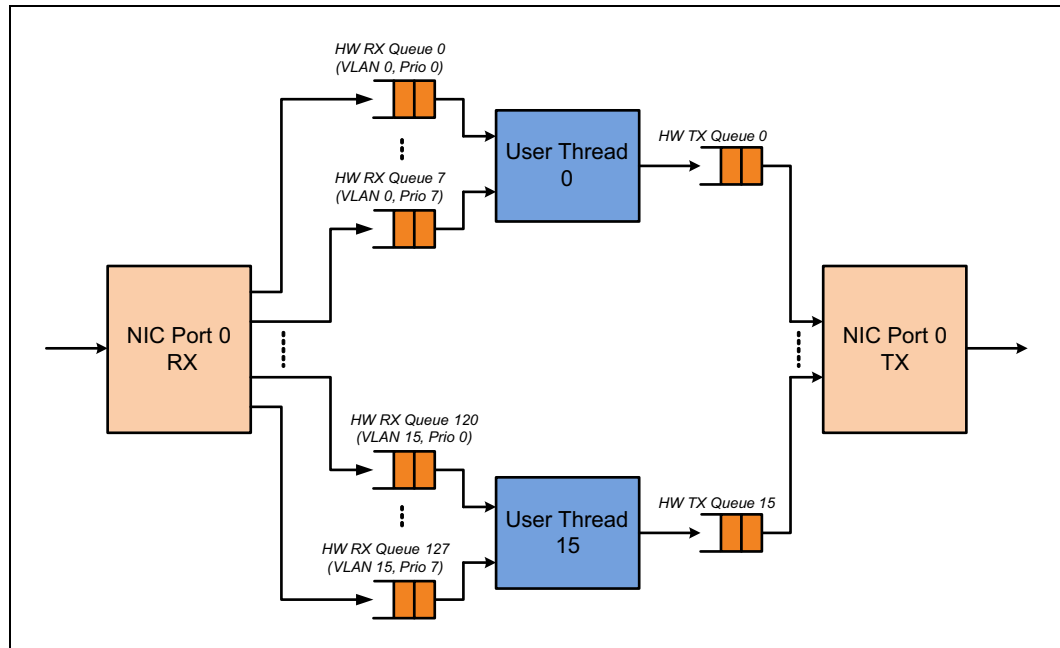 HW RX Queue 0
(VLAN 0, Prio 0)
HW RX Queue 7
(VLAN 0, Prio 7)
User Thread
0
HW TX Queue 0
NIC Port 0
RX
NIC Port 0
TX
HW RX Queue 120
(VLAN 15, Prio 0)
HW RX Queue 127
(VLAN 15, Prio 7)
User Thread
15
HW TX Queue 15